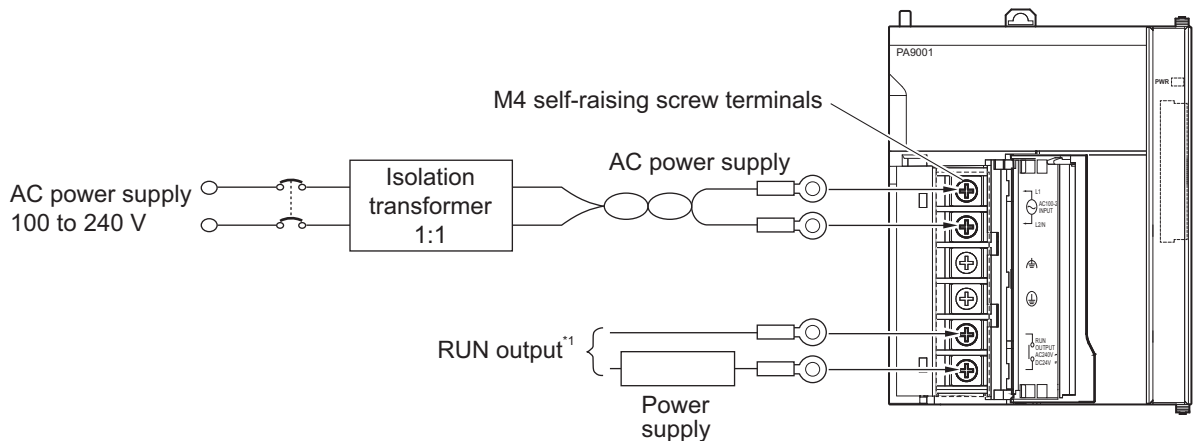 PA9001
PWR
M4 self-raising screw terminals
AC power supply
AC power supply
100 to 240 V
Isolation
transformer
1:1
L1
AC100-2
INPUT
L2/N
RUN output*1
RUN
OUTPUT
AC240V
DC24V
Power
supply